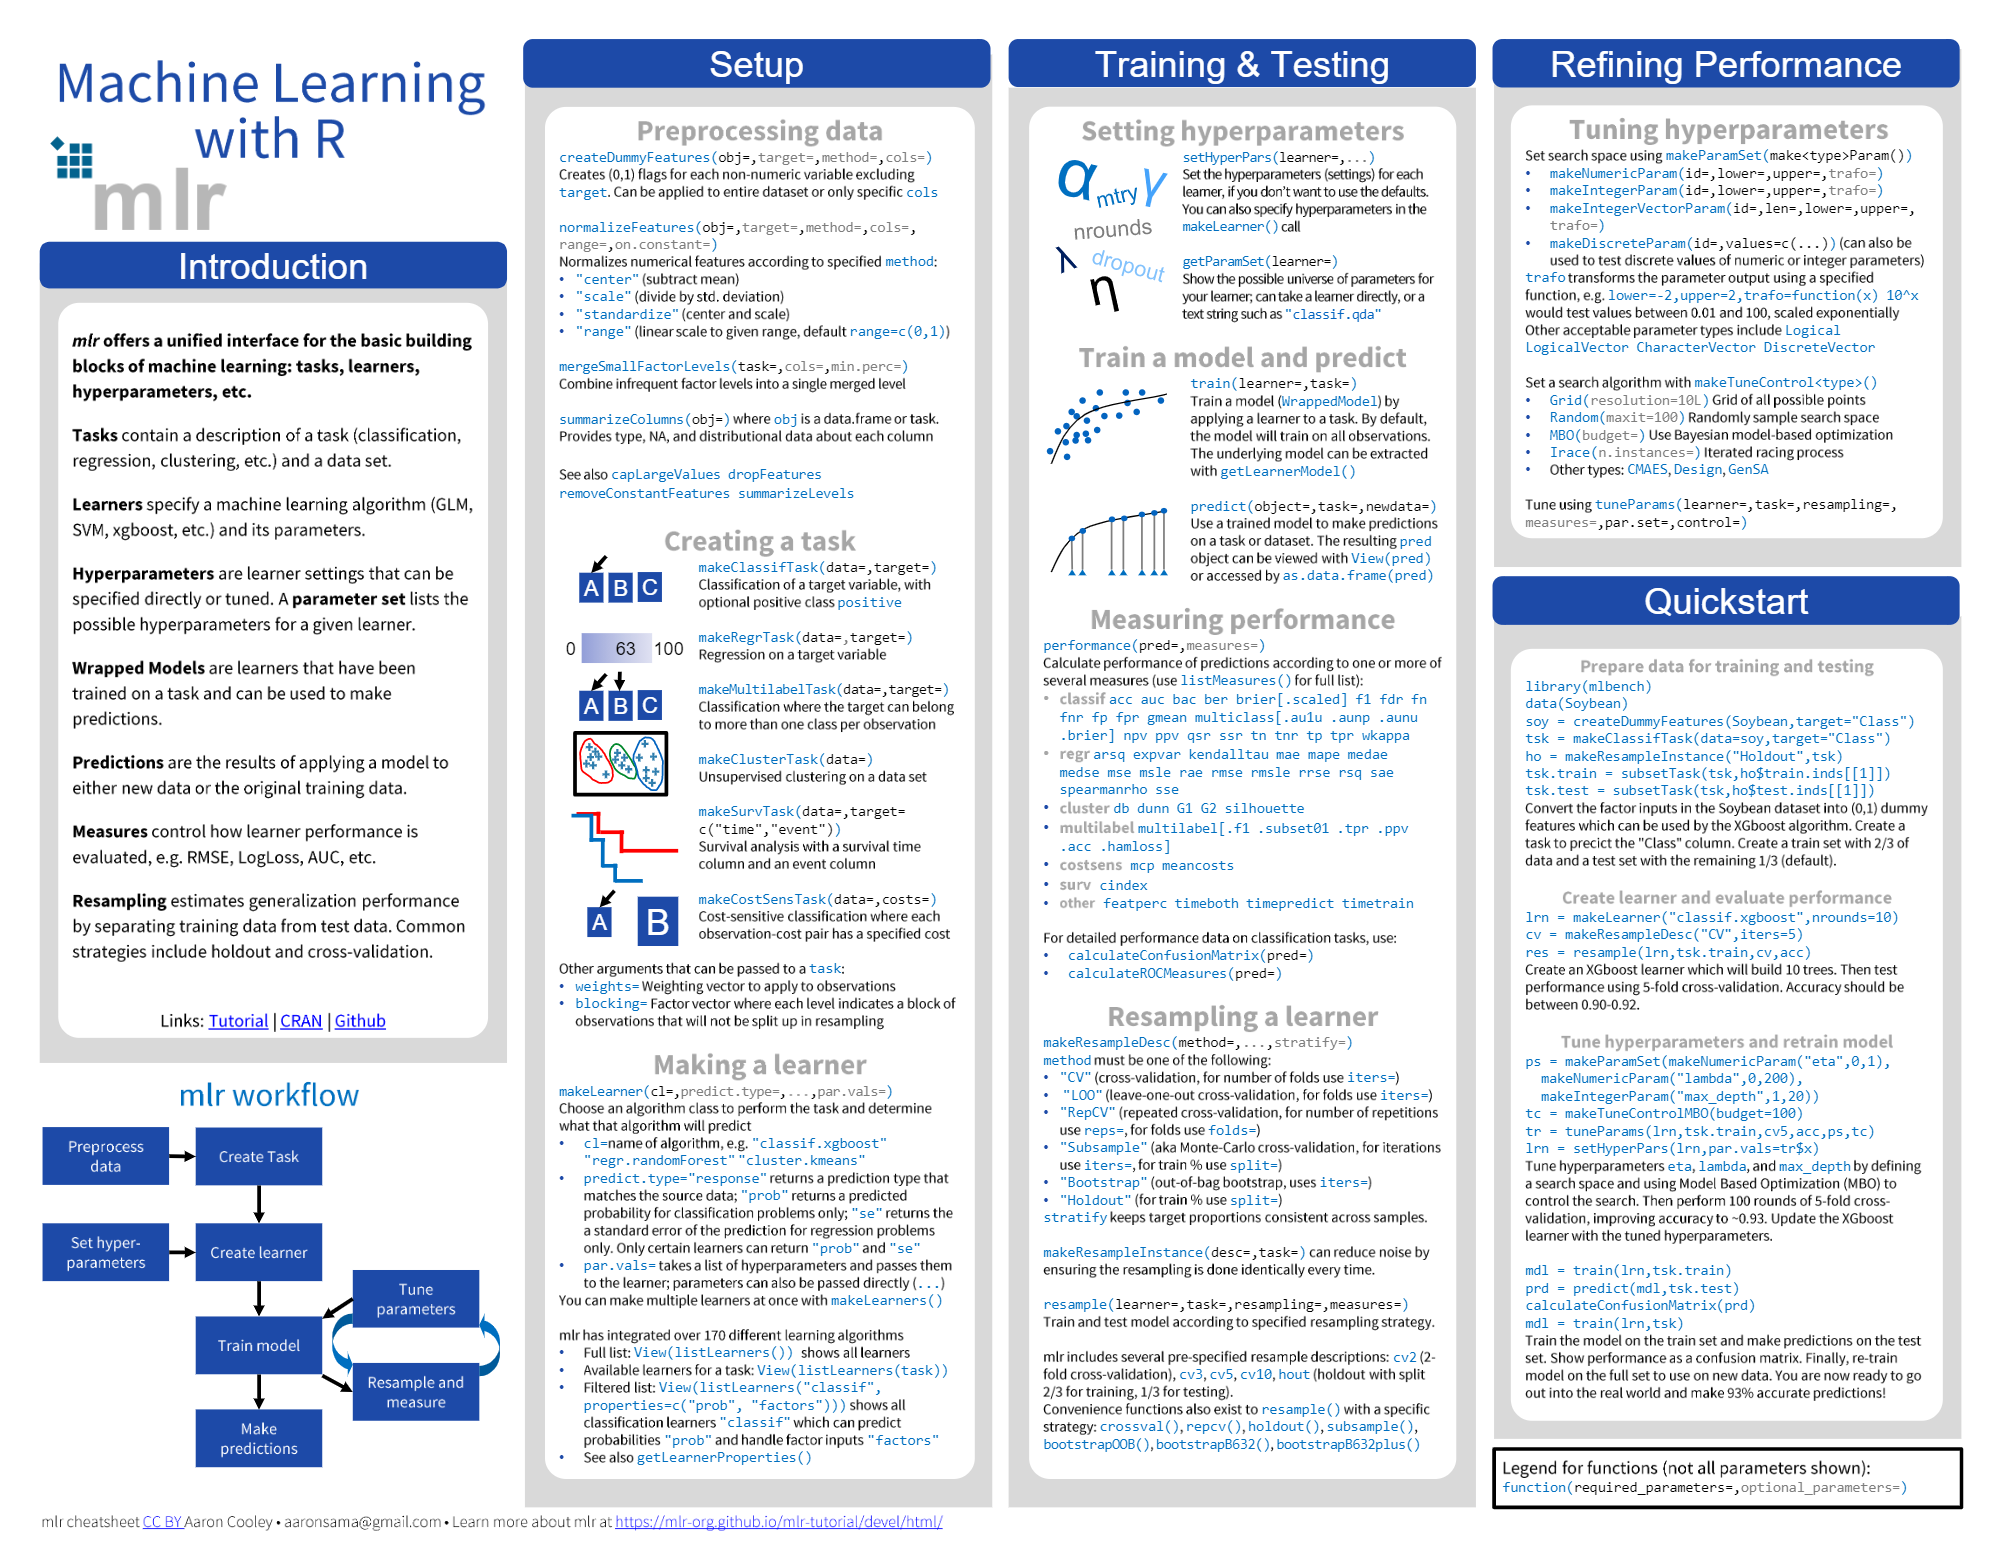 Machine Learning
with R
mlr
Introduction
mlr offers a unified interface for the basic building
blocks of machine learning: tasks, learners,
hyperparameters, etc.
Tasks contain a description of a task (classification,
regression, clustering, etc.) and a data set.
Learners specify a machine learning algorithm (GLM,
SVM, xgboost, etc.) and its parameters.
Hyperparameters are learner settings that can be
specified directly or tuned. A parameter set lists the
possible hyperparameters for a given learner.
Wrapped Models are learners that have been
trained on a task and can be used to make
predictions.
Predictions are the results of applying a model to
either new data or the original training data.
Measures control how learner performance is
evaluated, e.g. RMSE, LogLoss, AUC, etc.
Resampling estimates generalization performance
by separating training data from test data. Common
strategies include holdout and cross-validation.
Links: Tutorial | CRAN | Github
mlr workflow
Preprocess
data
Create Task
Set hyper-
parameters
Create learner
Tune
parameters
Train model
Resample and
measure
Make
predictions
Setup
Preprocessing data
createDummyFeatures(obj=,target=,method=,cols=)
Creates (0,1) flags for each non-numeric variable excluding
target. Can be applied to entire dataset or only specific cols
normalizeFeatures(obj=,target=,method=,cols=,
range=,on.constant=)
Normalizes numerical features according to specified method:
• "center" (subtract mean)
• "scale" (divide by std. deviation)
• "standardize" (center and scale)
• "range" (linear scale to given range, default range=c(0,1))
mergeSmallFactorLevels(task=,cols=,min.perc=)
Combine infrequent factor levels into a single merged level
summarizeColumns(obj=) where obj is a data.frame or task.
Provides type, NA, and distributional data about each column
See also capLargeValues dropFeatures
removeConstantFeatures summarizeLevels
Creating a task
A B C
makeClassifTask(data=,target=)
Classification of a target variable, with
optional positive class positive
0 63 100
makeRegrTask(data=,target=)
Regression on a target variable
A B C
makeMultilabelTask(data=,target=)
Classification where the target can belong
to more than one class per observation
makeClusterTask(data=)
Unsupervised clustering on a data set
makeSurvTask(data=,target=
c("time","event"))
Survival analysis with a survival time
column and an event column
A B
makeCostSensTask(data=,costs=)
Cost-sensitive classification where each
observation-cost pair has a specified cost
Other arguments that can be passed to a task:
• weights= Weighting vector to apply to observations
• blocking= Factor vector where each level indicates a block of
observations that will not be split up in resampling
Making a learner
makeLearner(cl=,predict.type=,...,par.vals=)
Choose an algorithm class to perform the task and determine
what that algorithm will predict
• cl=name of algorithm, e.g. "classif.xgboost"
"regr.randomForest" "cluster.kmeans"
• predict.type="response" returns a prediction type that
matches the source data; "prob" returns a predicted
probability for classification problems only; "se" returns the
a standard error of the prediction for regression problems
only. Only certain learners can return "prob" and "se"
• par.vals= takes a list of hyperparameters and passes them
to the learner; parameters can also be passed directly (...)
You can make multiple learners at once with makeLearners()
mlr has integrated over 170 different learning algorithms
• Full list: View(listLearners()) shows all learners
• Available learners for a task: View(listLearners(task))
• Filtered list: View(listLearners("classif",
properties=c("prob", "factors"))) shows all
classification learners "classif" which can predict
probabilities "prob" and handle factor inputs "factors"
• See also getLearnerProperties()
Training & Testing
Setting hyperparameters
α mtry γ
nrounds
λ dropout
η
setHyperPars(learner=,...)
Set the hyperparameters (settings) for each
learner, if you don't want to use the defaults.
You can also specify hyperparameters in the
makeLearner() call
getParamSet(learner=)
Show the possible universe of parameters for
your learner; can take a learner directly, or a
text string such as "classif.qda"
Train a model and predict
train(learner=,task=)
Train a model (WrappedModel) by
applying a learner to a task. By default,
the model will train on all observations.
The underlying model can be extracted
with getLearnerModel()
predict(object=,task=,newdata=)
Use a trained model to make predictions
on a task or dataset. The resulting pred
object can be viewed with View(pred)
or accessed by as.data.frame(pred)
Measuring performance
performance(pred=,measures=)
Calculate performance of predictions according to one or more of
several measures (use listMeasures() for full list):
• classif acc auc bac ber brier[.scaled] f1 fdr fn
fnr fp fpr gmean multiclass[.au1u .aunp .aunu
.brier] npv ppv qsr ssr tn tnr tp tpr wkappa
• regr arsq expvar kendalltau mae mape medae
medse mse msle rae rmse rmsle rrse rsq sae
spearmanrho sse
• cluster db dunn G1 G2 silhouette
• multilabel multilabel[.f1 .subset01 .tpr .ppv
.acc .hamloss]
• costsens mcp meancosts
• surv cindex
• other featperc timeboth timepredict timetrain
For detailed performance data on classification tasks, use:
• calculateConfusionMatrix(pred=)
• calculateROCMeasures(pred=)
Resampling a learner
makeResampleDesc(method=,...,stratify=)
method must be one of the following:
• "CV" (cross-validation, for number of folds use iters=)
• "LOO" (leave-one-out cross-validation, for folds use iters=)
• "RepCV" (repeated cross-validation, for number of repetitions
use reps=, for folds use folds=)
• "Subsample" (aka Monte-Carlo cross-validation, for iterations
use iters=, for train % use split=)
• "Bootstrap" (out-of-bag bootstrap, uses iters=)
• "Holdout" (for train % use split=)
stratify keeps target proportions consistent across samples.
makeResampleInstance(desc=,task=) can reduce noise by
ensuring the resampling is done identically every time.
resample(learner=,task=,resampling=,measures=)
Train and test model according to specified resampling strategy.
mlr includes several pre-specified resample descriptions: cv2 (2-
fold cross-validation), cv3, cv5, cv10, hout (holdout with split
2/3 for training, 1/3 for testing).
Convenience functions also exist to resample() with a specific
strategy: crossval(), repcv(), holdout(), subsample(),
bootstrapOOB(), bootstrapB632(), bootstrapB632plus()
Refining Performance
Tuning hyperparameters
Set search space using makeParamSet(make<type>Param())
• makeNumericParam(id=,lower=,upper=,trafo=)
• makeIntegerParam(id=,lower=,upper=,trafo=)
• makeIntegerVectorParam(id=,len=,lower=,upper=,
trafo=)
• makeDiscreteParam(id=,values=c(...)) (can also be
used to test discrete values of numeric or integer parameters)
trafo transforms the parameter output using a specified
function, e.g. lower=-2,upper=2,trafo=function(x) 10^x
would test values between 0.01 and 100, scaled exponentially
Other acceptable parameter types include Logical
LogicalVector CharacterVector DiscreteVector
Set a search algorithm with makeTuneControl<type>()
• Grid(resolution=10L) Grid of all possible points
• Random(maxit=100) Randomly sample search space
• MBO(budget=) Use Bayesian model-based optimization
• Irace(n.instances=) Iterated racing process
• Other types: CMAES, Design, GenSA
Tune using tuneParams(learner=,task=,resampling=,
measures=,par.set=,control=)
Quickstart
Prepare data for training and testing
library(mlbench)
data(Soybean)
soy = createDummyFeatures(Soybean,target="Class")
tsk = makeClassifTask(data=soy,target="Class")
ho = makeResampleInstance("Holdout",tsk)
tsk.train = subsetTask(tsk,ho$train.inds[[1]])
tsk.test = subsetTask(tsk,ho$test.inds[[1]])
Convert the factor inputs in the Soybean dataset into (0,1) dummy
features which can be used by the XGboost algorithm. Create a
task to precict the "Class" column. Create a train set with 2/3 of
data and a test set with the remaining 1/3 (default).
Create learner and evaluate performance
lrn = makeLearner("classif.xgboost",nrounds=10)
cv = makeResampleDesc("CV",iters=5)
res = resample(lrn,tsk.train,cv,acc)
Create an XGboost learner which will build 10 trees. Then test
performance using 5-fold cross-validation. Accuracy should be
between 0.90-0.92.
Tune hyperparameters and retrain model
ps = makeParamSet(makeNumericParam("eta",0,1),
makeNumericParam("lambda",0,200),
makeIntegerParam("max_depth",1,20))
tc = makeTuneControlMBO(budget=100)
tr = tuneParams(lrn,tsk.train,cv5,acc,ps,tc)
lrn = setHyperPars(lrn,par.vals=tr$x)
Tune hyperparameters eta, lambda, and max_depth by defining
a search space and using Model Based Optimization (MBO) to
control the search. Then perform 100 rounds of 5-fold cross-
validation, improving accuracy to ~0.93. Update the XGboost
learner with the tuned hyperparameters.
mdl = train(lrn,tsk.train)
prd = predict(mdl,tsk.test)
calculateConfusionMatrix(prd)
mdl = train(lrn,tsk)
Train the model on the train set and make predictions on the test
set. Show performance as a confusion matrix. Finally, re-train
model on the full set to use on new data. You are now ready to go
out into the real world and make 93% accurate predictions!
Legend for functions (not all parameters shown):
function(required_parameters=,optional_parameters=)
mlr cheatsheet CC BY Aaron Cooley • aaronsama@gmail.com • Learn more about mlr at https://mlr-org.github.io/mlr-tutorial/devel/html/